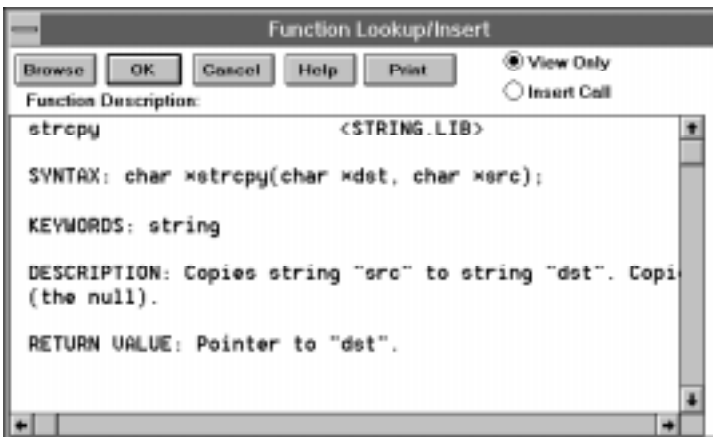 Function Lookup/Insert
Browse OK Cancel Help Print View Only
Insert Call
Function Description:
strcpy <STRING.LIB>
SYNTAX: char *strcpy(char *dst, char *src);
KEYWORDS: string
DESCRIPTION: Copies string "src" to string "dst". Copi
(the null).
RETURN VALUE: Pointer to "dst".